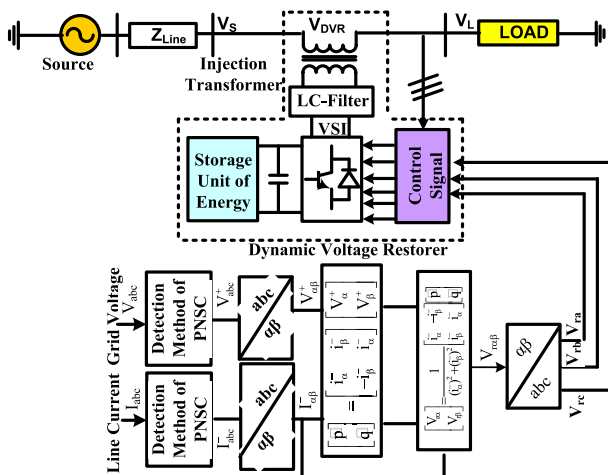 Source
Z_Line
V_S
Injection
Transformer
V_DVR
V_L
LOAD
LC-Filter
VSI
Storage
Unit of
Energy
Control
Signal
Dynamic Voltage Restorer
Grid Voltage
V_abc
Detection
Method of
PNSC
V^+_abc
abc
αβ
V^+_αβ
Line Current
I_abc
Detection
Method of
PNSC
I^-_abc
abc
αβ
I^-_αβ
V_rαβ
αβ
abc
V_ra
V_rb
V_rc